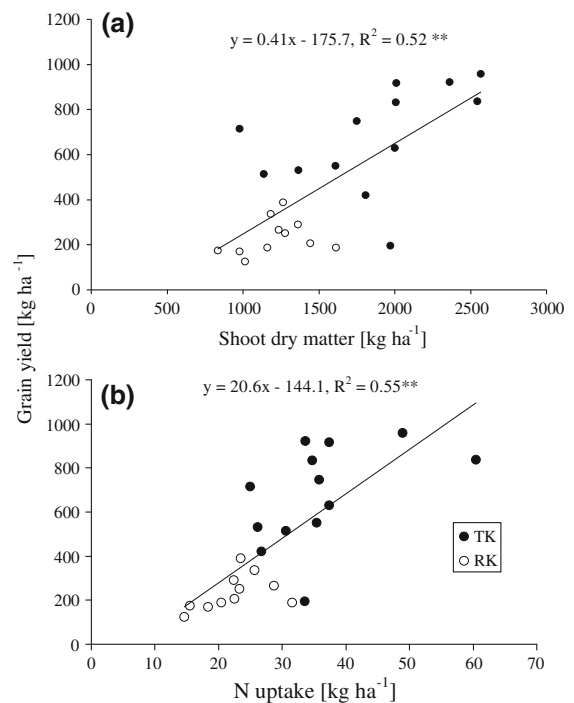 (a)
y = 0.41x - 175.7, R² = 0.52 **
1200
1000
800
600
400
200
0
0 500 1000 1500 2000 2500 3000
Shoot dry matter [kg ha⁻¹]
Grain yield [kg ha⁻¹]
(b)
y = 20.6x - 144.1, R² = 0.55**
1200
1000
800
600
400
200
0
TK
RK
0 10 20 30 40 50 60 70
N uptake [kg ha⁻¹]